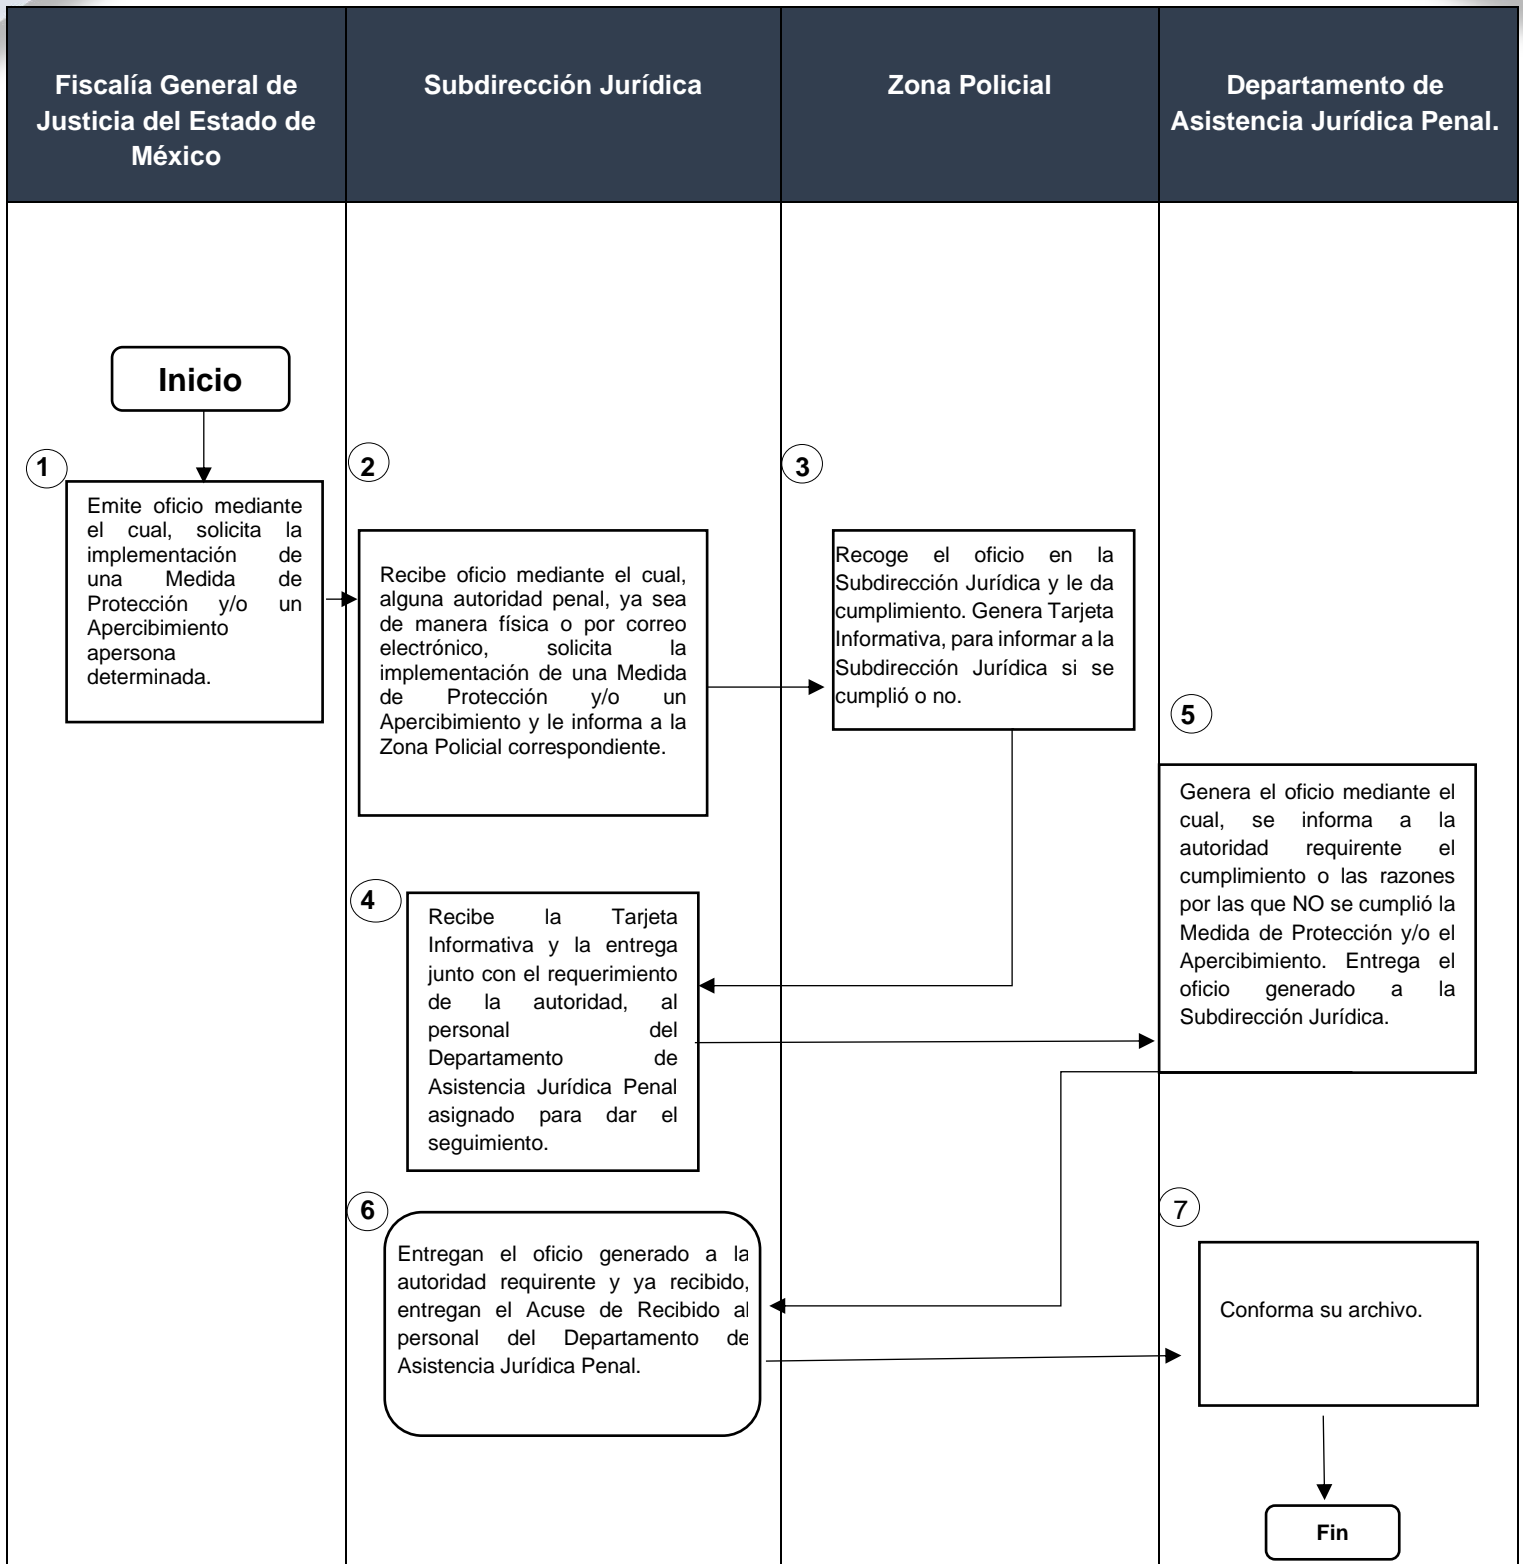 Fiscalía General de
Justicia del Estado de
México
Subdirección Jurídica
Zona Policial
Departamento de
Asistencia Jurídica Penal.
Inicio
1
Emite oficio mediante
el cual, solicita la
implementación de
una Medida de
Protección y/o un
Apercibimiento
apersona
determinada.
2
Recibe oficio mediante el cual,
alguna autoridad penal, ya sea
de manera física o por correo
electrónico, solicita la
implementación de una Medida
de Protección y/o un
Apercibimiento y le informa a la
Zona Policial correspondiente.
3
Recoge el oficio en la
Subdirección Jurídica y le da
cumplimiento. Genera Tarjeta
Informativa, para informar a la
Subdirección Jurídica si se
cumplió o no.
4
Recibe la Tarjeta
Informativa y la entrega
junto con el requerimiento
de la autoridad, al
personal del
Departamento de
Asistencia Jurídica Penal
asignado para dar el
seguimiento.
5
Genera el oficio mediante el
cual, se informa a la
autoridad requirente el
cumplimiento o las razones
por las que NO se cumplió la
Medida de Protección y/o el
Apercibimiento. Entrega el
oficio generado a la
Subdirección Jurídica.
6
Entregan el oficio generado a la
autoridad requirente y ya recibido,
entregan el Acuse de Recibido al
personal del Departamento de
Asistencia Jurídica Penal.
7
Conforma su archivo.
Fin